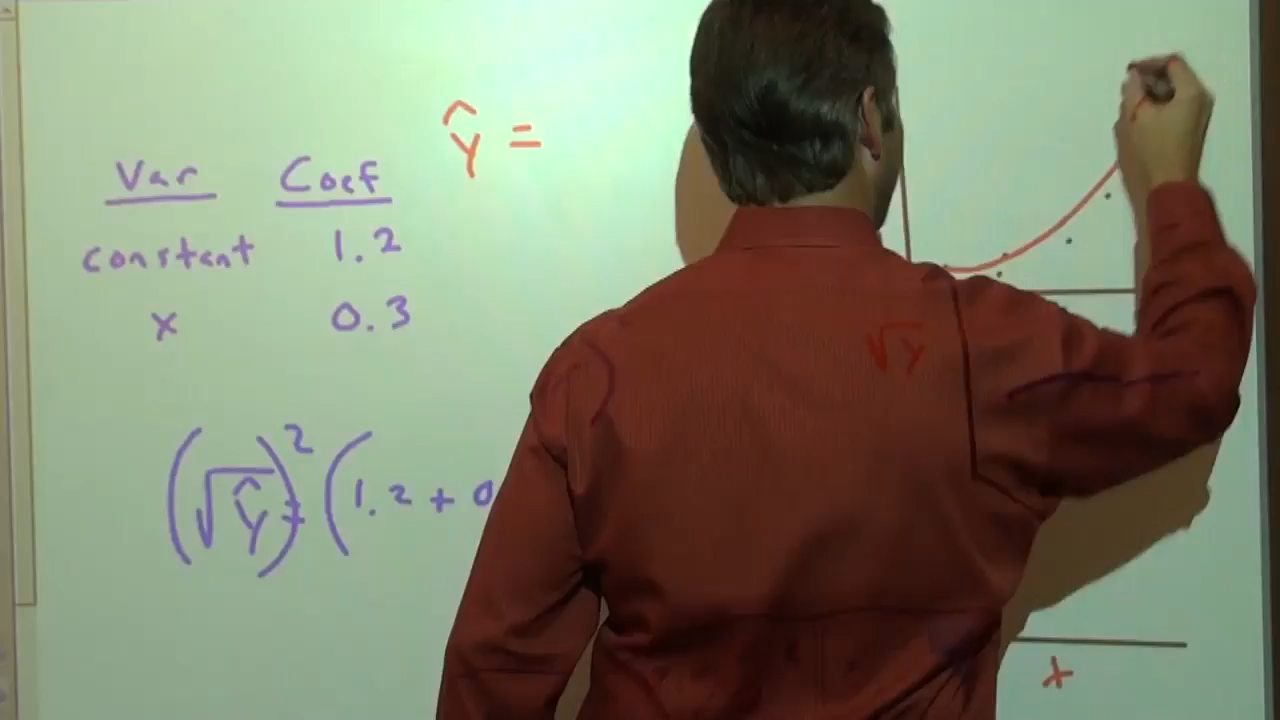 ŷ =
Var Coef
constant 1.2
x 0.3
√y
(√ŷ)² = (1.2 + 0
x